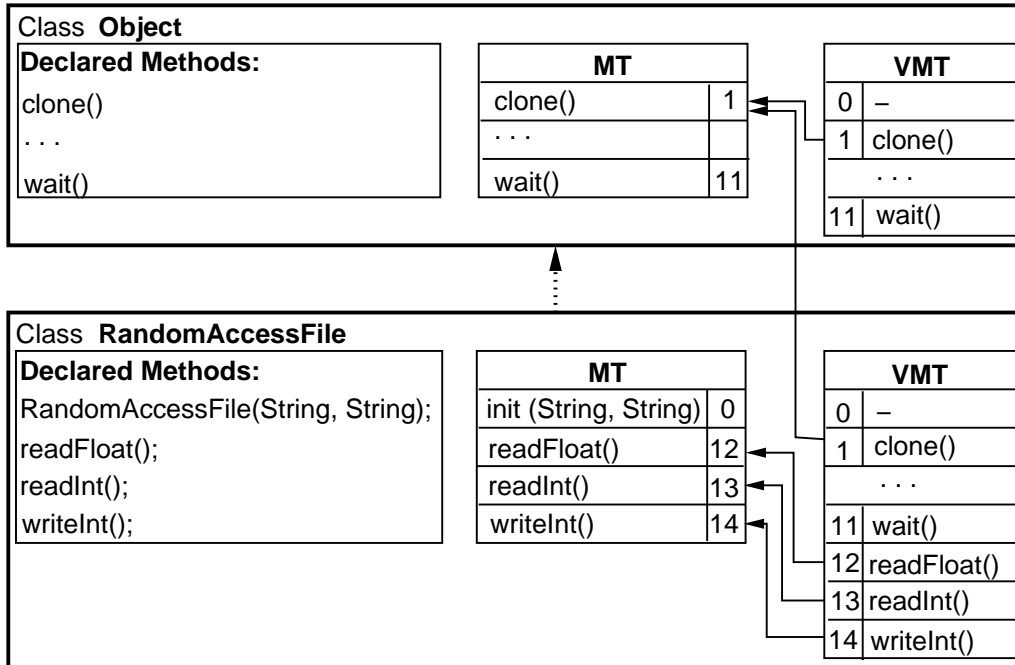 Class Object
Declared Methods:
clone()
. . .
wait()
MT
clone() 1
. . .
wait() 11
VMT
0 –
1 clone()
. . .
11 wait()
Class RandomAccessFile
Declared Methods:
RandomAccessFile(String, String);
readFloat();
readInt();
writeInt();
MT
init (String, String) 0
readFloat() 12
readInt() 13
writeInt() 14
VMT
0 –
1 clone()
. . .
11 wait()
12 readFloat()
13 readInt()
14 writeInt()